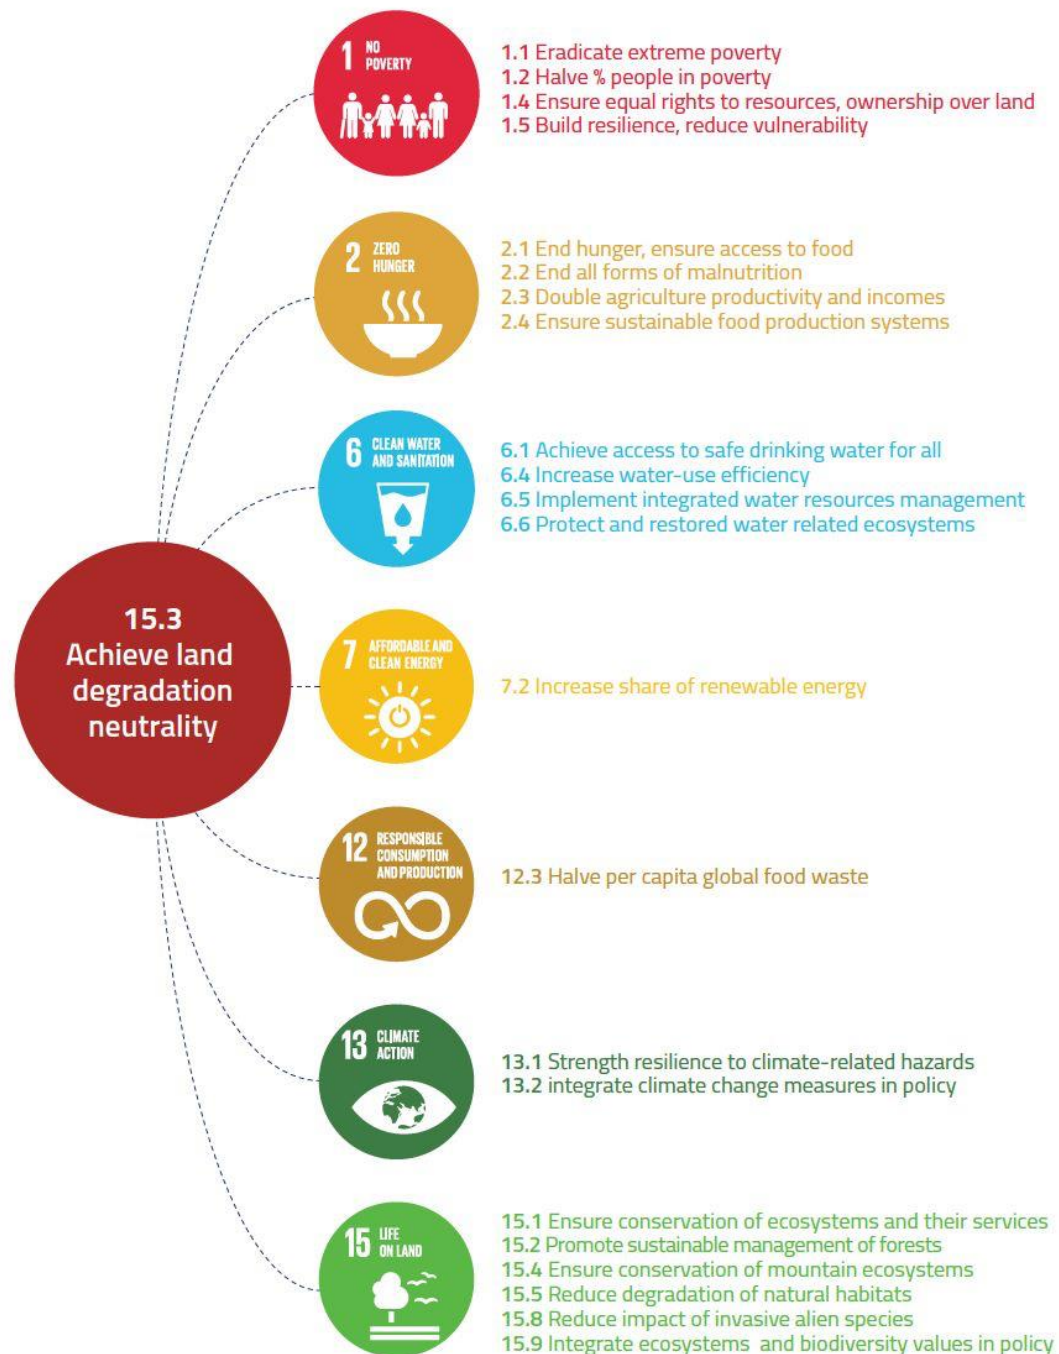 1 NO
POVERTY
1.1 Eradicate extreme poverty
1.2 Halve % people in poverty
1.4 Ensure equal rights to resources, ownership over land
1.5 Build resilience, reduce vulnerability
2 ZERO
HUNGER
2.1 End hunger, ensure access to food
2.2 End all forms of malnutrition
2.3 Double agriculture productivity and incomes
2.4 Ensure sustainable food production systems
6 CLEAN WATER
AND SANITATION
6.1 Achieve access to safe drinking water for all
6.4 Increase water-use efficiency
6.5 Implement integrated water resources management
6.6 Protect and restored water related ecosystems
15.3
Achieve land
degradation
neutrality
7 AFFORDABLE AND
CLEAN ENERGY
7.2 Increase share of renewable energy
12 RESPONSIBLE
CONSUMPTION
AND PRODUCTION
12.3 Halve per capita global food waste
13 CLIMATE
ACTION
13.1 Strength resilience to climate-related hazards
13.2 integrate climate change measures in policy
15 LIFE
ON LAND
15.1 Ensure conservation of ecosystems and their services
15.2 Promote sustainable management of forests
15.4 Ensure conservation of mountain ecosystems
15.5 Reduce degradation of natural habitats
15.8 Reduce impact of invasive alien species
15.9 Integrate ecosystems and biodiversity values in policy